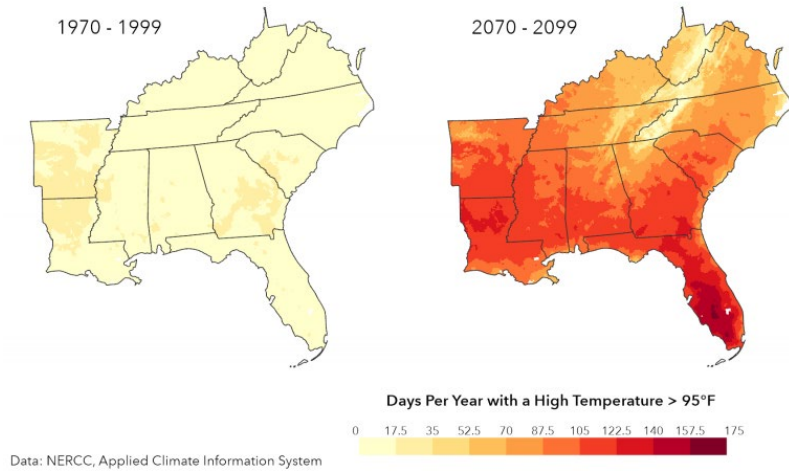 1970 - 1999
2070 - 2099
Days Per Year with a High Temperature > 95°F
0 17.5 35 52.5 70 87.5 105 122.5 140 157.5 175
Data: NERCC, Applied Climate Information System